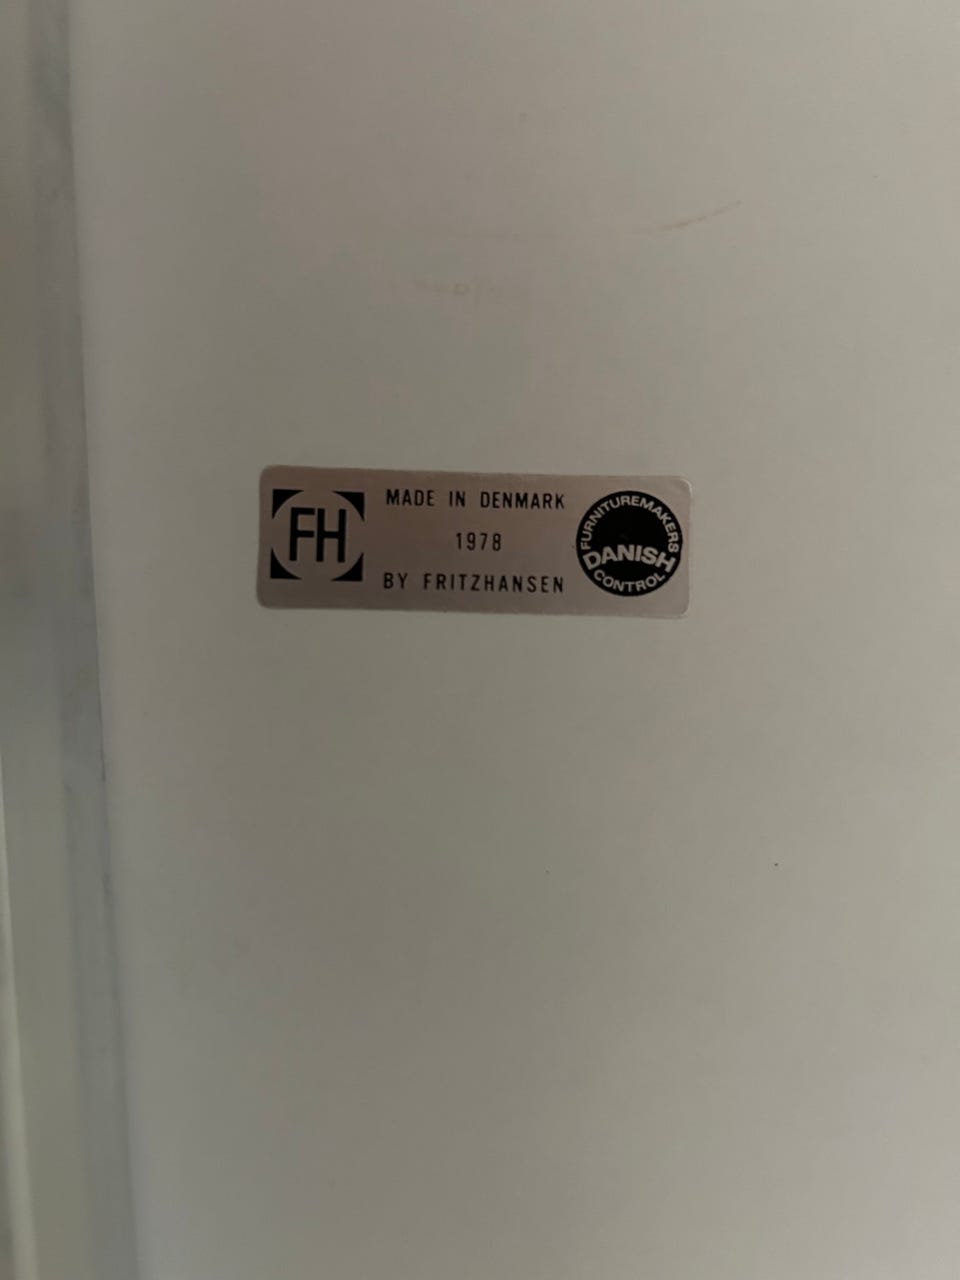 FH
MADE IN DENMARK
1978
BY FRITZHANSEN
FURNITUREMAKERS
DANISH
CONTROL